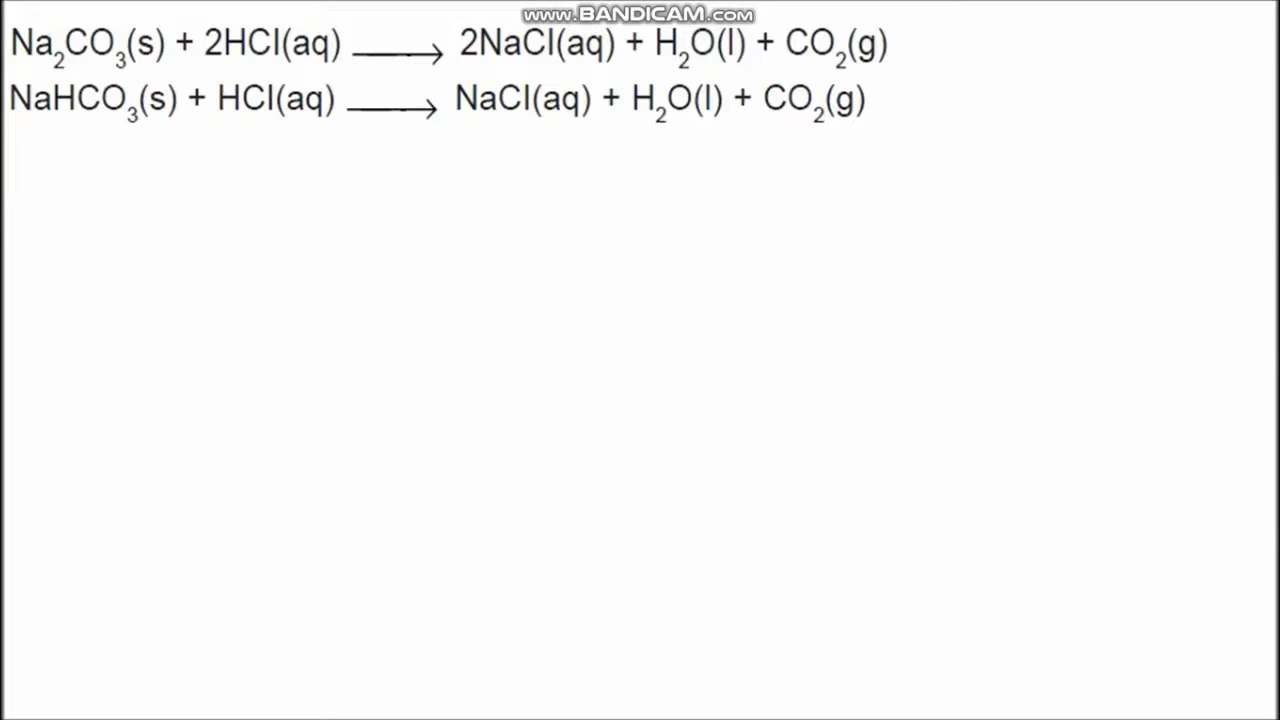 www.BANDICAM.com
Na₂CO₃(s) + 2HCl(aq) ⟶ 2NaCl(aq) + H₂O(l) + CO₂(g)
NaHCO₃(s) + HCl(aq) ⟶ NaCl(aq) + H₂O(l) + CO₂(g)